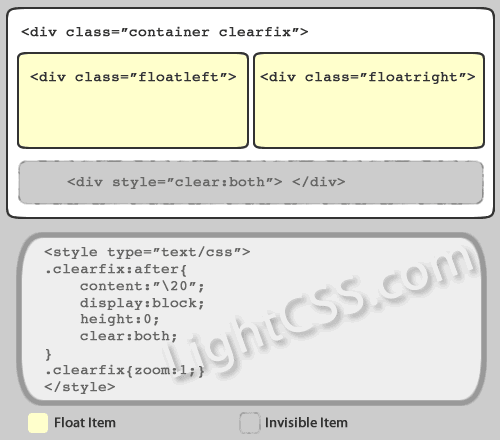 <div class=”container clearfix”>
<div class=”floatleft”> <div class=”floatright”>
<div style=”clear:both”> </div>
<style type=”text/css”>
.clearfix:after{
content:”\20”;
display:block;
height:0;
clear:both;
}
.clearfix{zoom:1;}
</style>
LightCSS.com
Float Item Invisible Item